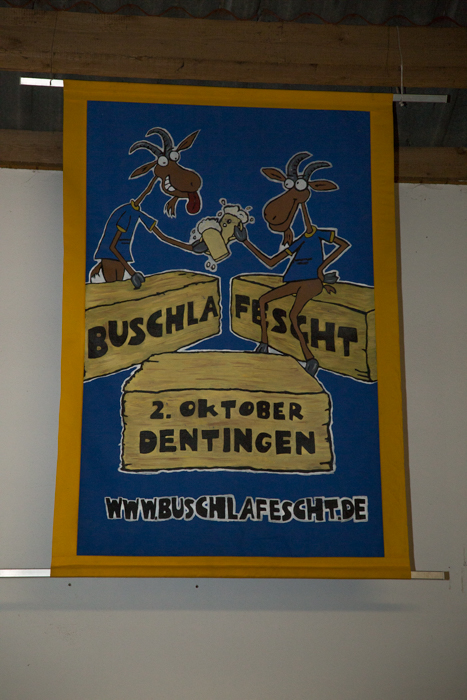 BUSCHLA FESCHT
2. OKTOBER
DENTINGEN
WWW.BUSCHLAFESCHT.DE